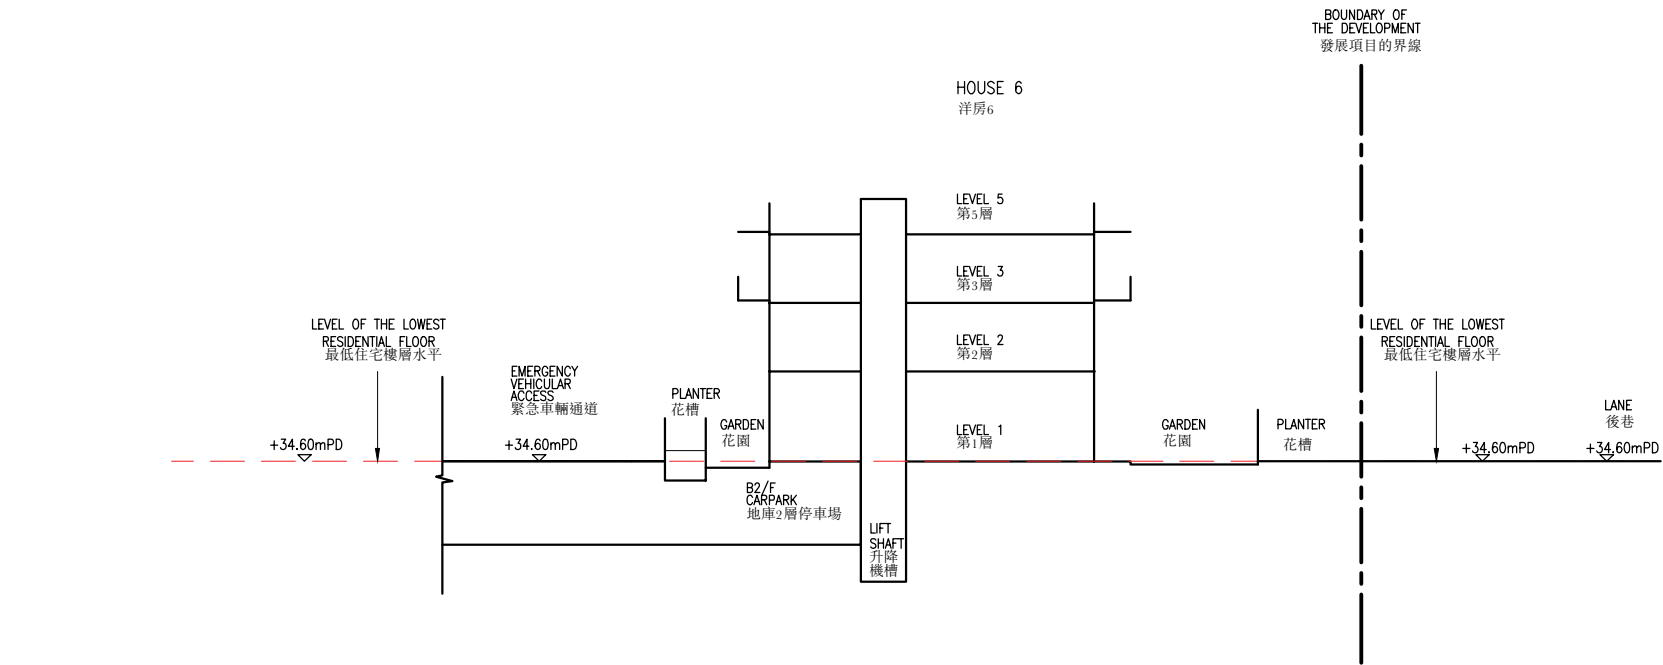 BOUNDARY OF
THE DEVELOPMENT
發展項目的界線
HOUSE 6
洋房6
LEVEL 5
第5層
LEVEL 3
第3層
LEVEL 2
第2層
LEVEL 1
第1層
LEVEL OF THE LOWEST
RESIDENTIAL FLOOR
最低住宅樓層水平
+34.60mPD
EMERGENCY
VEHICULAR
ACCESS
緊急車輛通道
+34.60mPD
PLANTER
花槽
GARDEN
花園
B2/F
CARPARK
地庫2層停車場
LIFT
SHAFT
升降
機槽
GARDEN
花園
PLANTER
花槽
LEVEL OF THE LOWEST
RESIDENTIAL FLOOR
最低住宅樓層水平
+34.60mPD
LANE
後巷
+34.60mPD